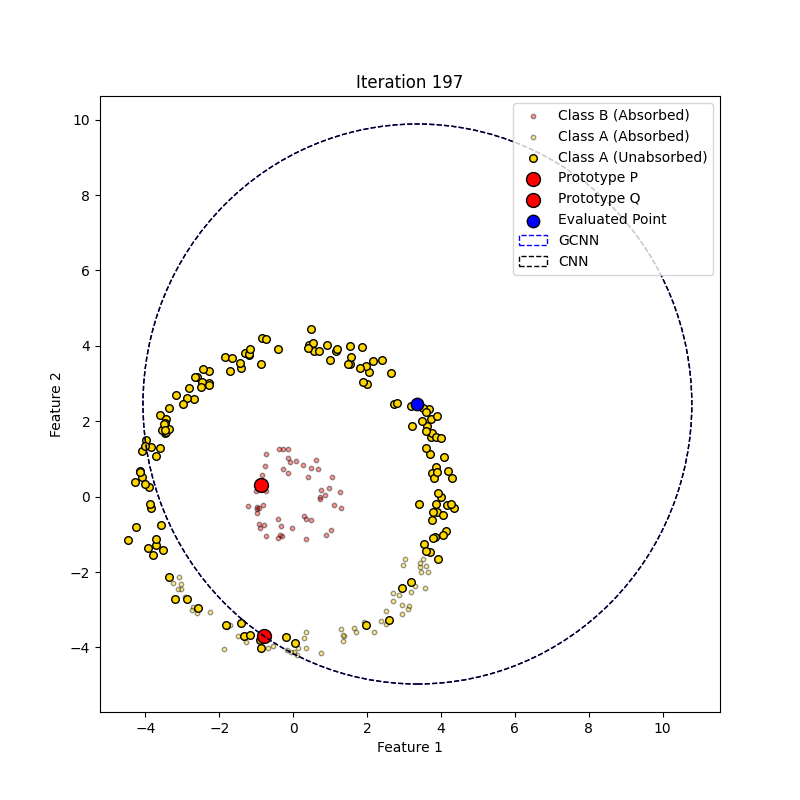 Iteration 197
Class B (Absorbed)
Class A (Absorbed)
Class A (Unabsorbed)
Prototype P
Prototype Q
Evaluated Point
GCNN
CNN
10
8
6
4
2
0
−2
−4
Feature 2
−4 −2 0 2 4 6 8 10
Feature 1